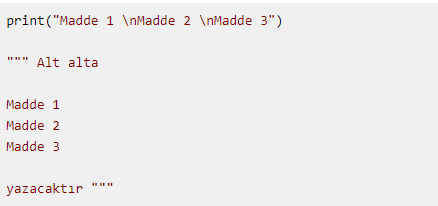 print("Madde 1 \nMadde 2 \nMadde 3")
""" Alt alta
Madde 1
Madde 2
Madde 3
yazacaktır """